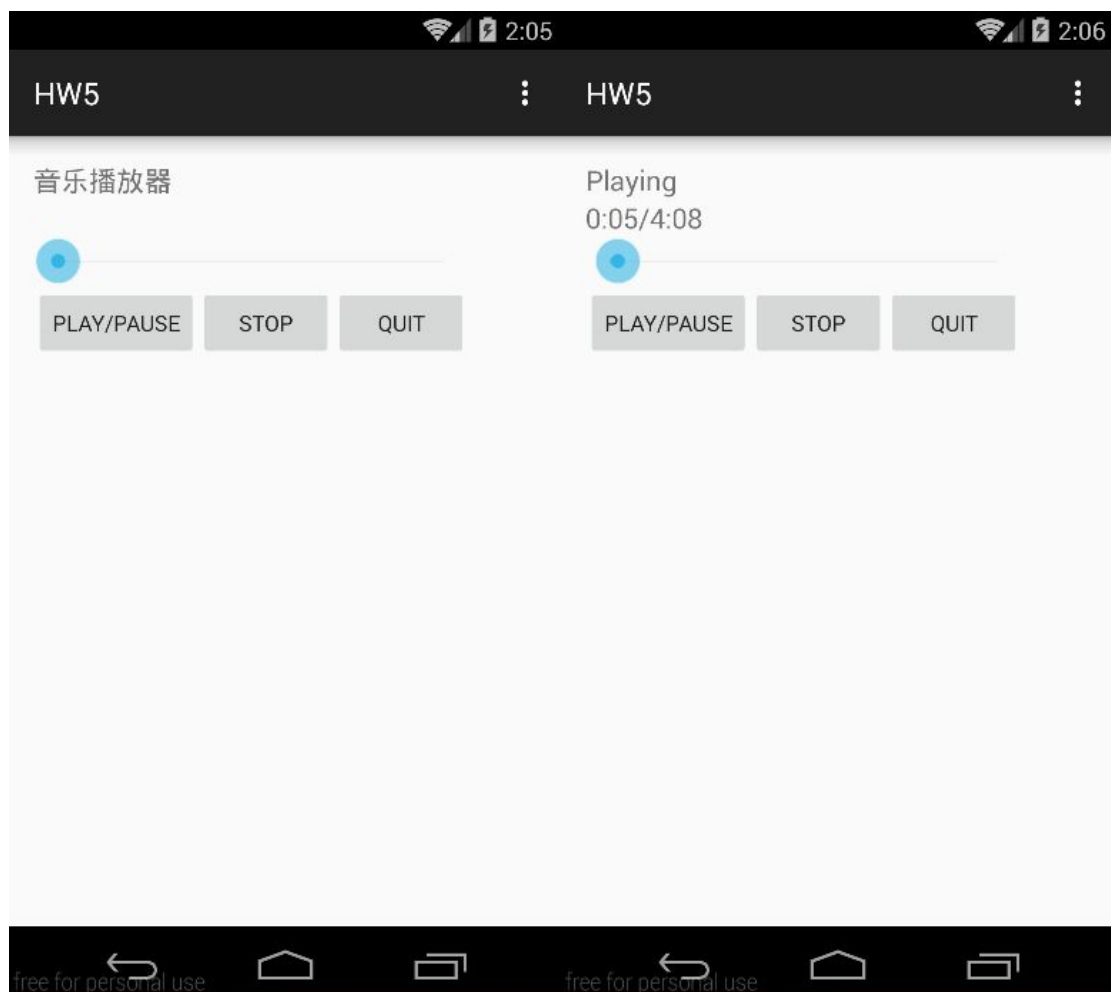 2:05
HW5
音乐播放器
PLAY/PAUSE STOP QUIT
free for personal use
2:06
HW5
Playing
0:05/4:08
PLAY/PAUSE STOP QUIT
free for personal use